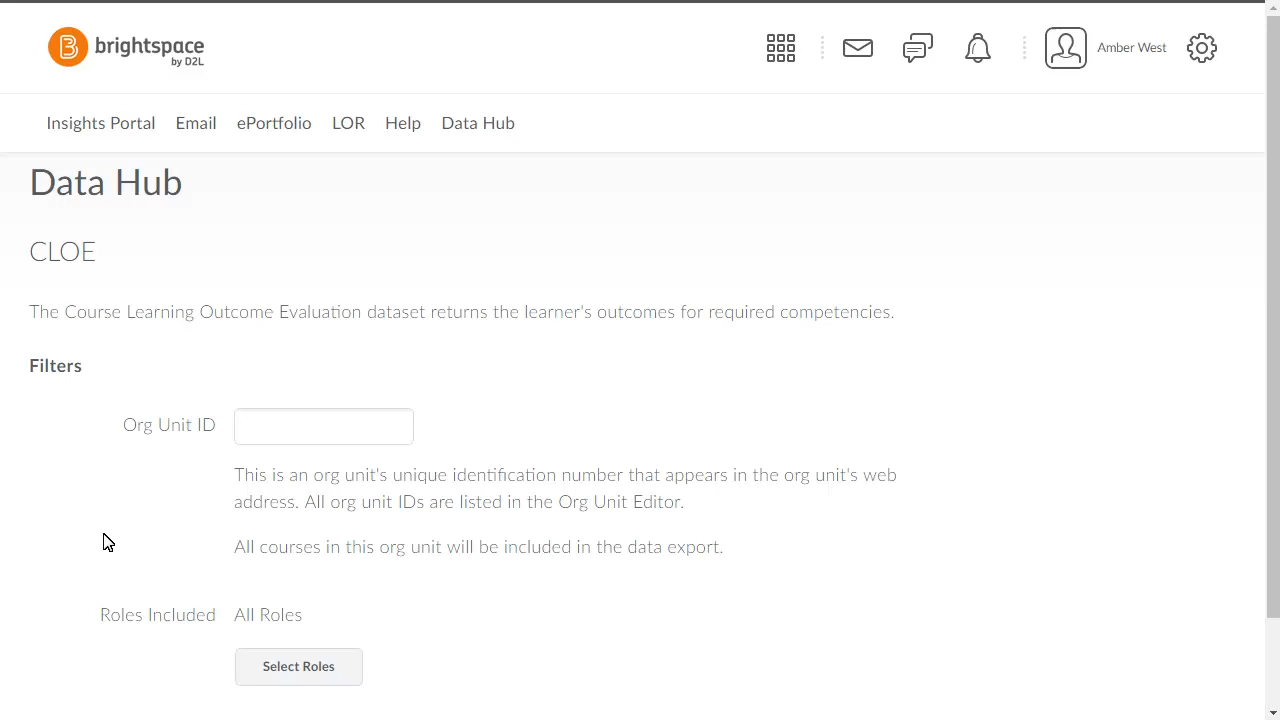 brightspace
by D2L
Amber West
Insights Portal Email ePortfolio LOR Help Data Hub
Data Hub
CLOE
The Course Learning Outcome Evaluation dataset returns the learner's outcomes for required competencies.
Filters
Org Unit ID
This is an org unit's unique identification number that appears in the org unit's web
address. All org unit IDs are listed in the Org Unit Editor.
All courses in this org unit will be included in the data export.
Roles Included All Roles
Select Roles